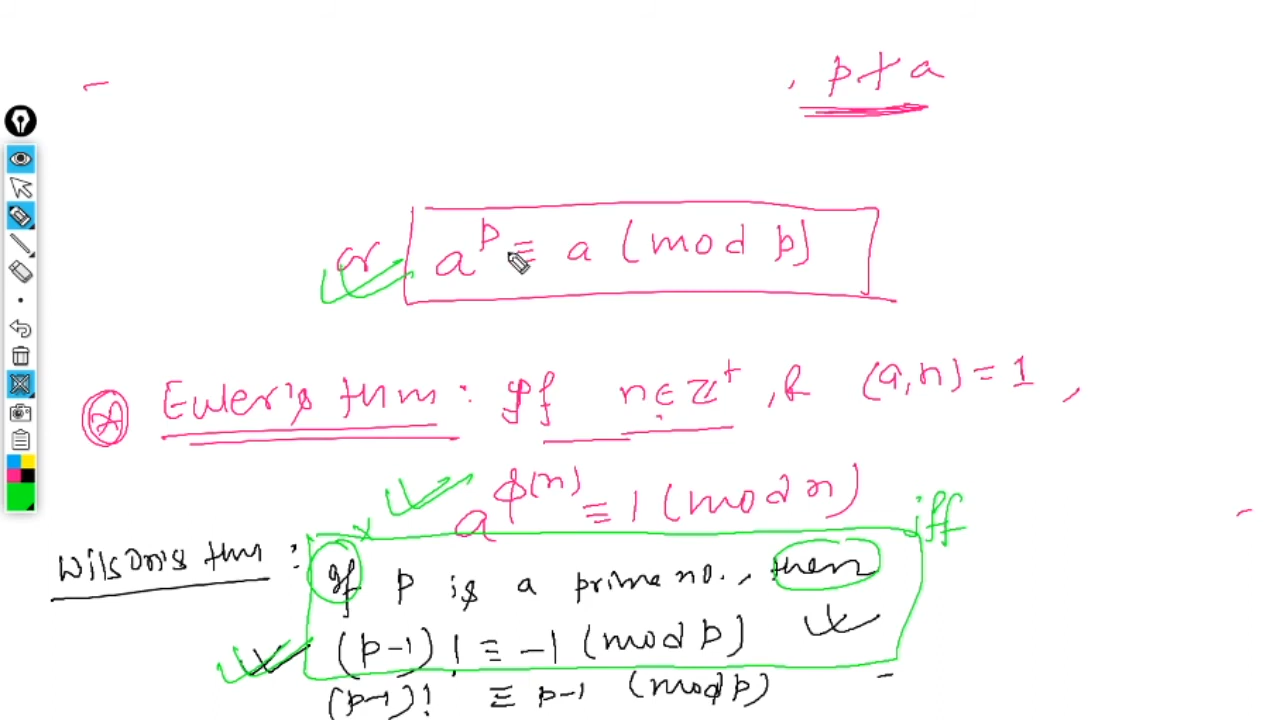 , p ∤ a
or a^p ≡ a (mod p)
Euler's thm : If n ∈ ℤ⁺, & (a,n) = 1,
a^φ(n) ≡ 1 (mod n)
iff
Wilson's thm : If p is a prime no., then
(p-1)! ≡ -1 (mod p)
(p-1)! ≡ p-1 (mod p)